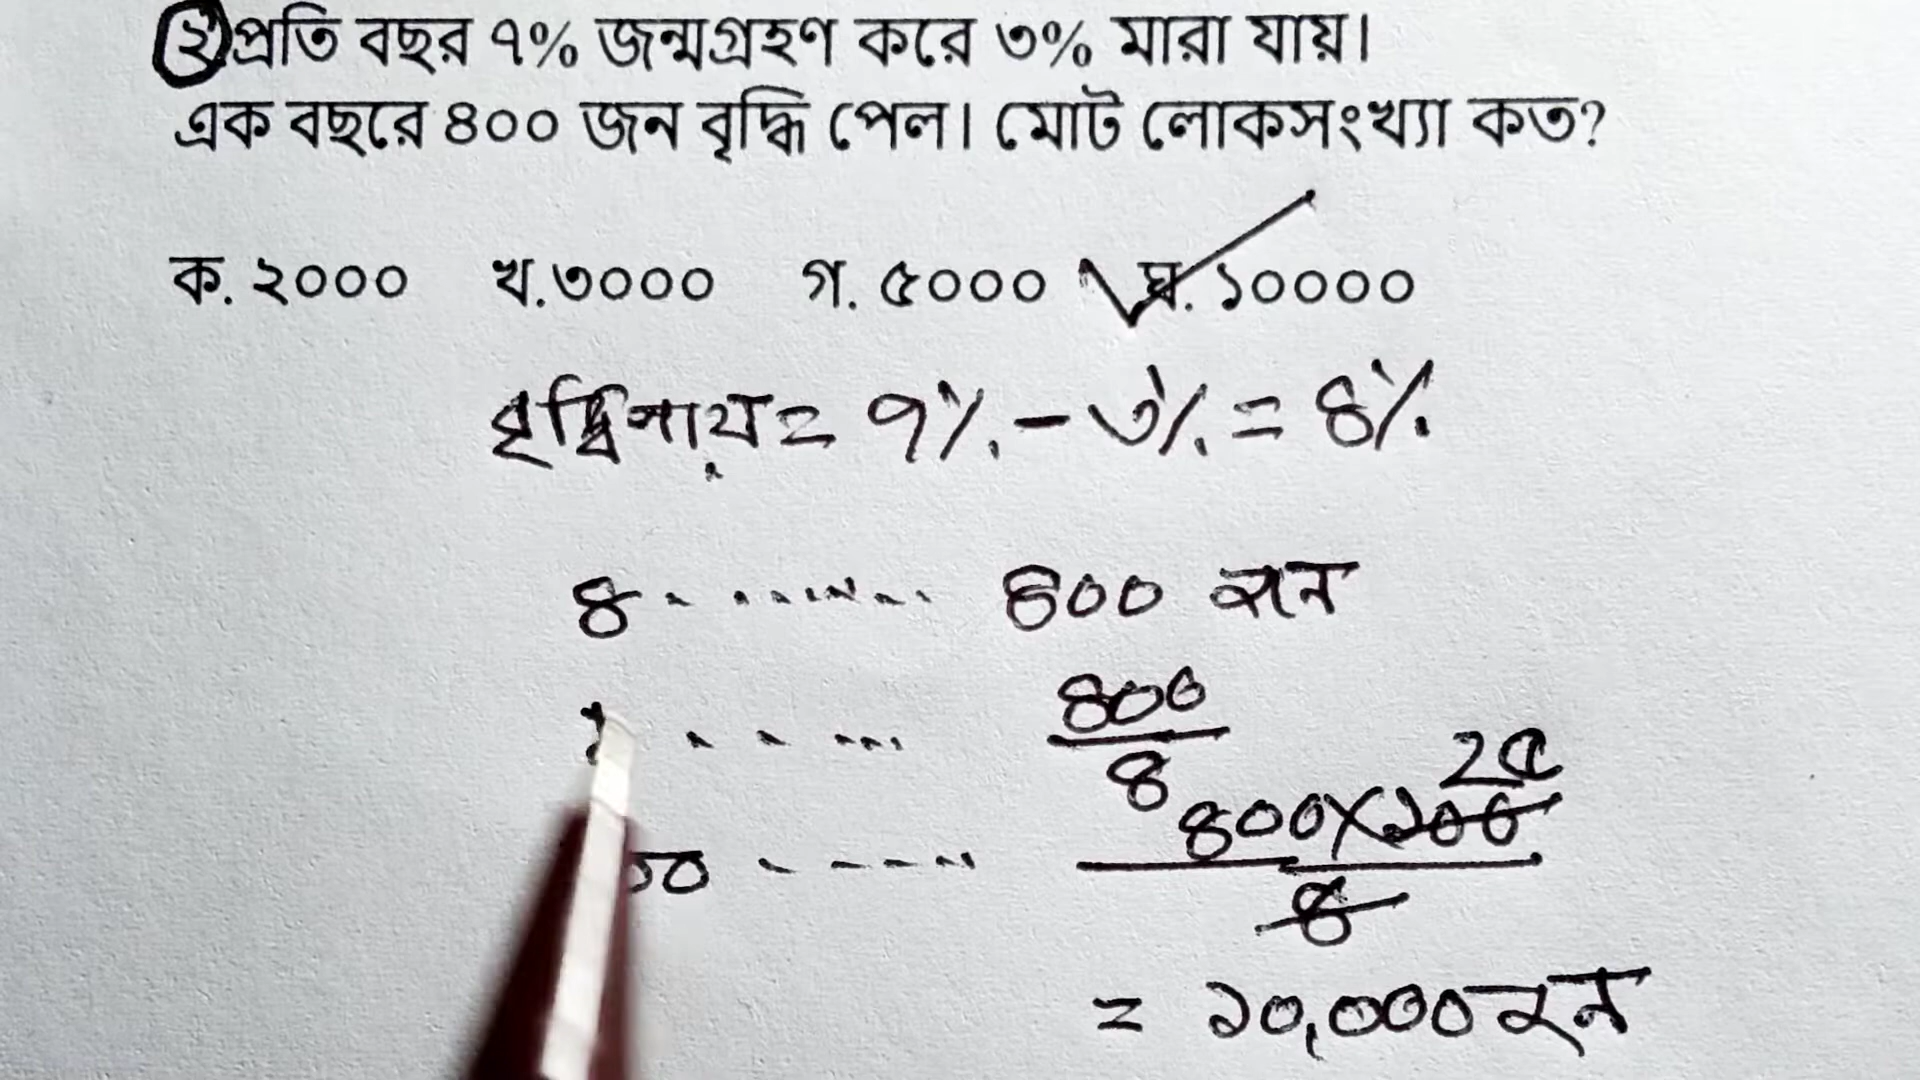 ২ প্রতি বছর ৭% জন্মগ্রহণ করে ৩% মারা যায়।
এক বছরে ৪০০ জন বৃদ্ধি পেল। মোট লোকসংখ্যা কত?
ক. ২০০০ খ.৩০০০ গ. ৫০০০ ঘ. ১০০০০
বৃদ্ধিপায় = ৭% - ৩% = ৪%
৪ ........ ৪০০ জন
১ ...... ৪০০/৪
০০ ...... ৪০০×১০০/৪ ২৫
= ১০,০০০ জন